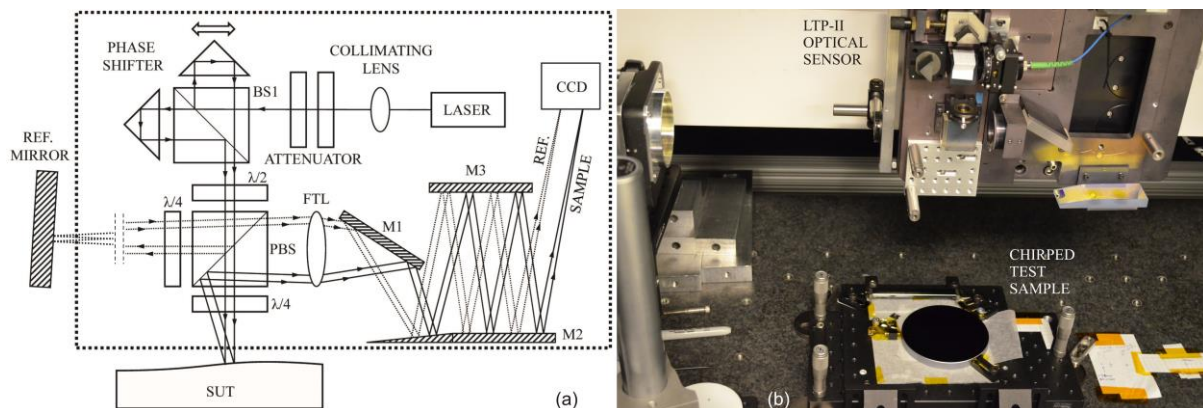 PHASE
SHIFTER
COLLIMATING
LENS
BS1
LASER
CCD
ATTENUATOR
REF.
MIRROR
λ/2
λ/4
FTL
M1
M3
REF.
SAMPLE
PBS
λ/4
M2
SUT
(a)
LTP-II
OPTICAL
SENSOR
CHIRPED
TEST
SAMPLE
(b)